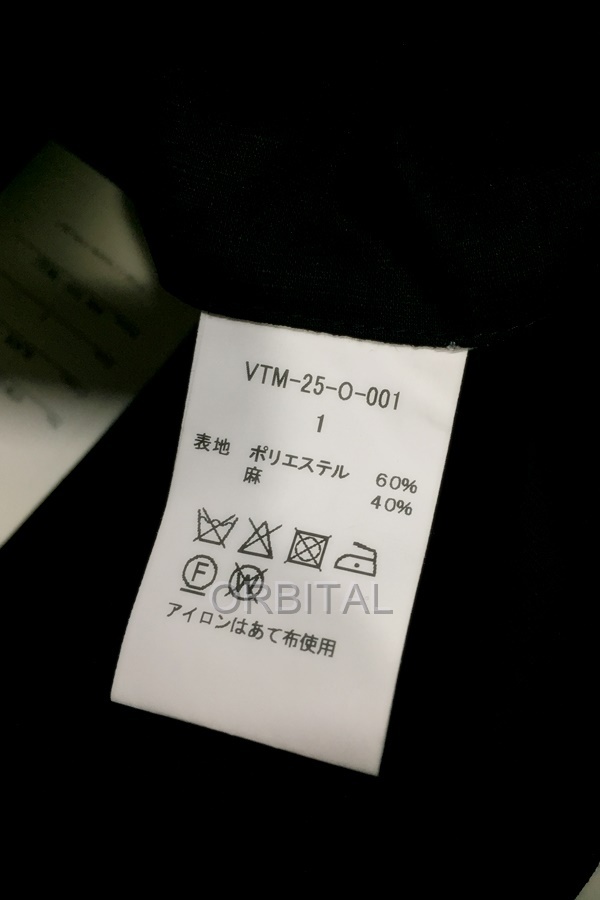 VTM-25-O-001
1
表地 ポリエステル 60%
麻 40%
F W
ORBITAL
アイロンはあて布使用